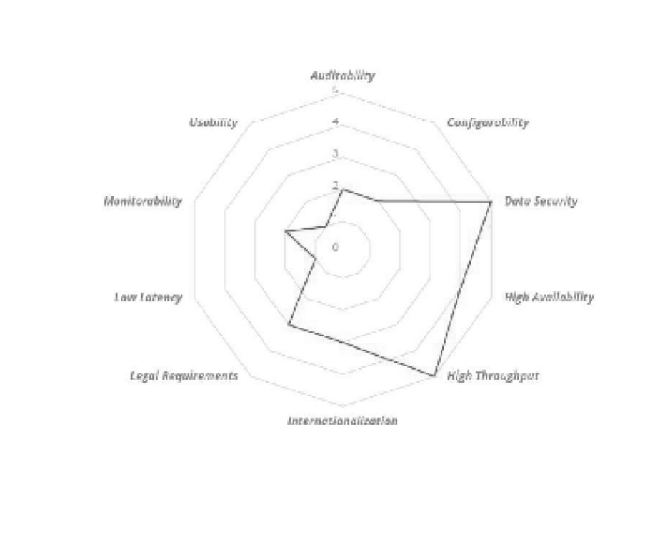 Auditability
5
Usability
Configurability
4
3
2
Monitorability
Data Security
0
Low Latency
High Availability
Legal Requirements
High Throughput
Internationalization